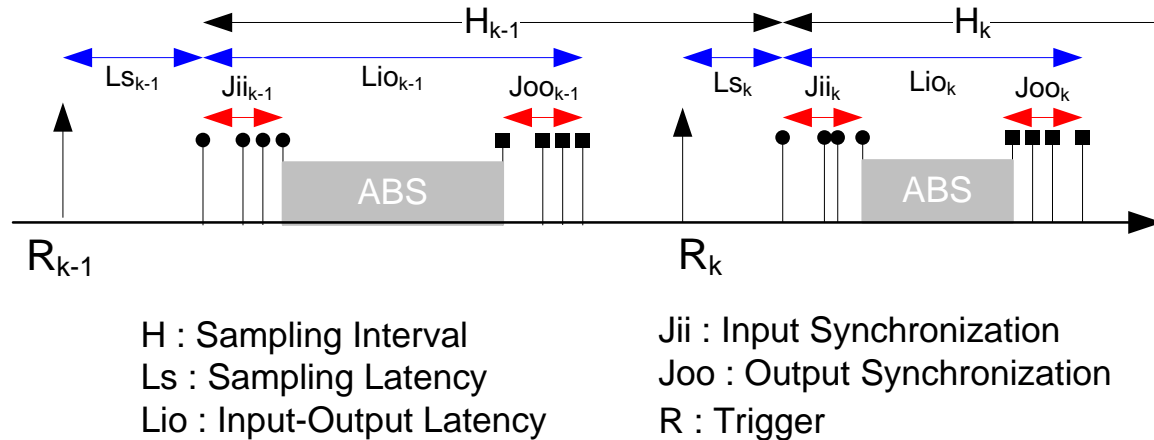 H_{k-1} H_k
Ls_{k-1} Lio_{k-1} Ls_k Lio_k
Jii_{k-1} Joo_{k-1} Jii_k Joo_k
ABS ABS
R_{k-1} R_k
H : Sampling Interval
Ls : Sampling Latency
Lio : Input-Output Latency
Jii : Input Synchronization
Joo : Output Synchronization
R : Trigger